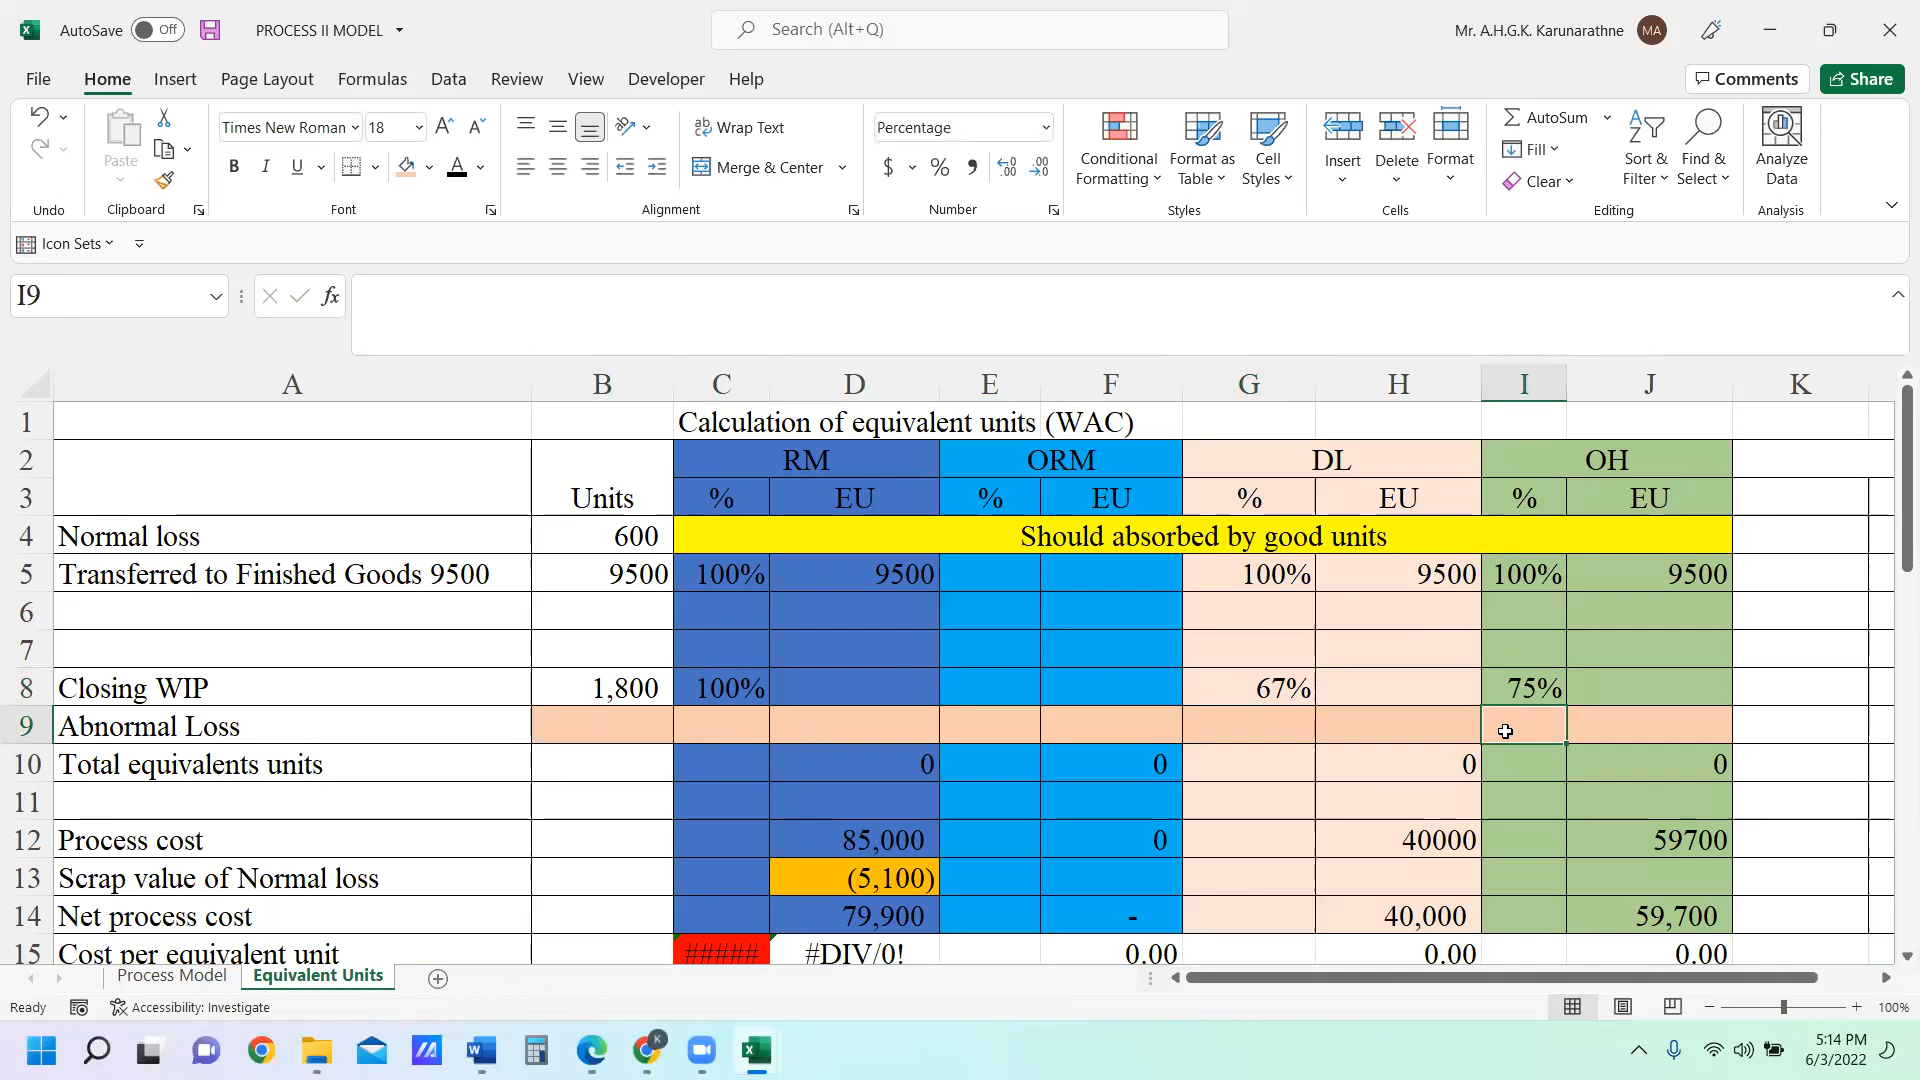 AutoSave Off PROCESS II MODEL Search (Alt+Q) Mr. A.H.G.K. Karunarathne MA
File Home Insert Page Layout Formulas Data Review View Developer Help Comments Share
Paste Times New Roman 18 Wrap Text Percentage Conditional Formatting Format as Table Cell Styles Insert Delete Format AutoSum Fill Clear Sort & Filter Find & Select Analyze Data
B I U Merge & Center $ %
Undo Clipboard Font Alignment Number Styles Cells Editing Analysis
Icon Sets
I9 fx
A B C D E F G H I J K
1 Calculation of equivalent units (WAC)
2 RM ORM DL OH
3 Units % EU % EU % EU % EU
4 Normal loss 600 Should absorbed by good units
5 Transferred to Finished Goods 9500 9500 100% 9500 100% 9500 100% 9500
6
7
8 Closing WIP 1,800 100% 67% 75%
9 Abnormal Loss
10 Total equivalents units 0 0 0 0
11
12 Process cost 85,000 0 40000 59700
13 Scrap value of Normal loss (5,100)
14 Net process cost 79,900 - 40,000 59,700
15 Cost per equivalent unit ##### #DIV/0! 0.00 0.00 0.00
Process Model Equivalent Units
Ready Accessibility: Investigate 100%
K 5:14 PM
6/3/2022